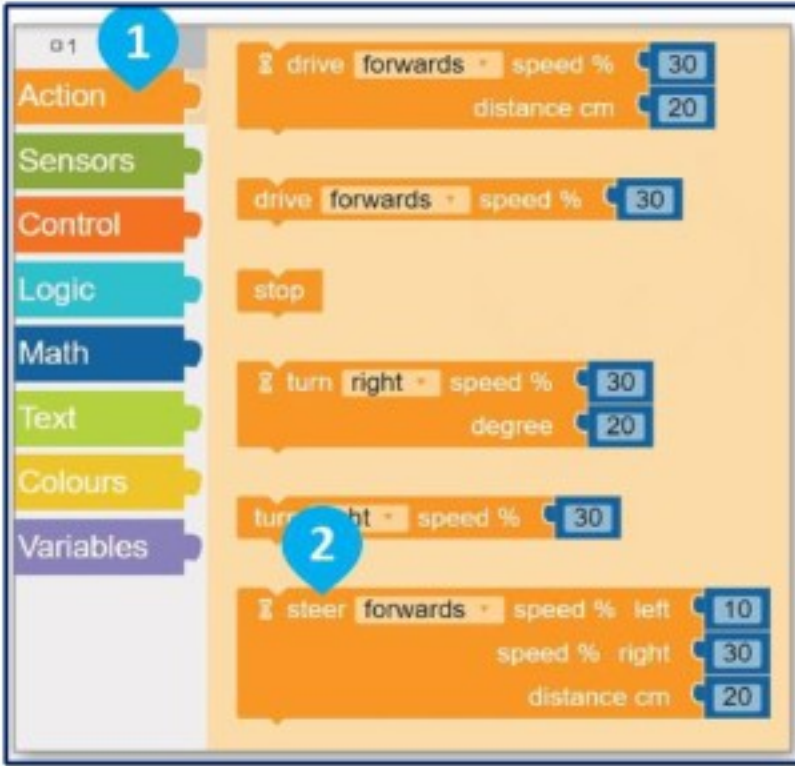 1
1
Action
Sensors
Control
Logic
Math
Text
Colours
Variables
drive forwards speed % 30
distance cm 20
drive forwards speed % 30
stop
turn right speed % 30
degree 20
speed % 30
2
steer forwards speed % left 10
speed % right 30
distance cm 20